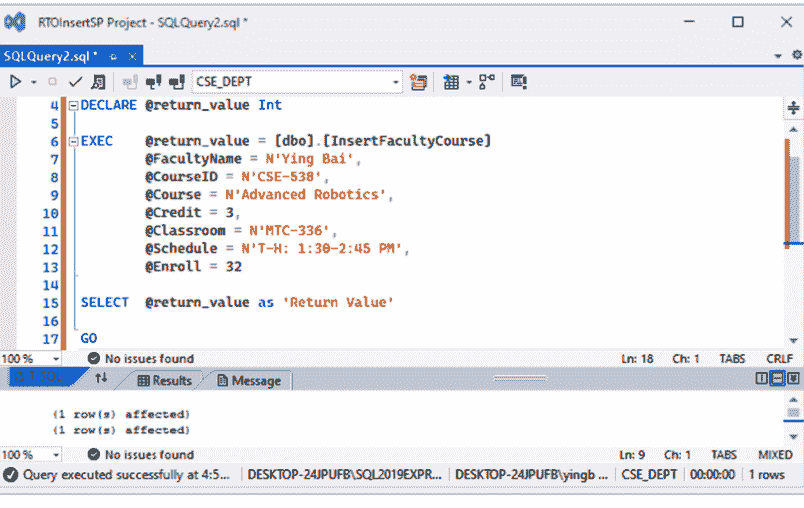 RTOInsertSP Project - SQLQuery2.sql *
SQLQuery2.sql *
CSE_DEPT
4 DECLARE @return_value Int
5
6 EXEC @return_value = [dbo].[InsertFacultyCourse]
7 @FacultyName = N'Ying Bai',
8 @CourseID = N'CSE-538',
9 @Course = N'Advanced Robotics',
10 @Credit = 3,
11 @Classroom = N'MTC-336',
12 @Schedule = N'T-H: 1:30-2:45 PM',
13 @Enroll = 32
14
15 SELECT @return_value as 'Return Value'
16
17 GO
100 % No issues found Ln: 18 Ch: 1 TABS CRLF
T-SQL Results Message
(1 row(s) affected)
(1 row(s) affected)
100 % No issues found Ln: 9 Ch: 1 TABS MIXED
Query executed successfully at 4:5... DESKTOP-24JPUFB\SQL2019EXPR... DESKTOP-24JPUFB\yingb ... CSE_DEPT 00:00:00 1 rows